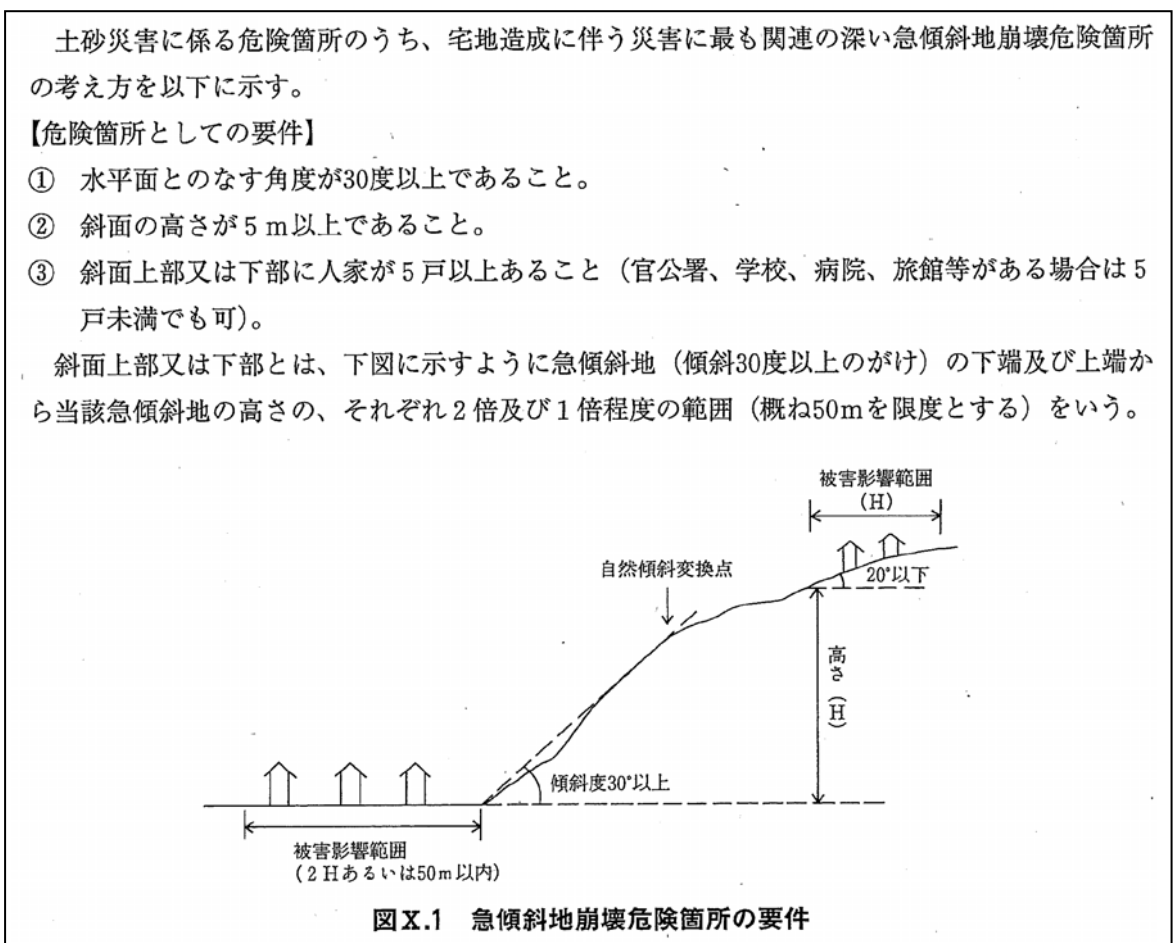 土砂災害に係る危険箇所のうち、宅地造成に伴う災害に最も関連の深い急傾斜地崩壊危険箇所
の考え方を以下に示す。
【危険箇所としての要件】
① 水平面とのなす角度が30度以上であること。
② 斜面の高さが5m以上であること。
③ 斜面上部又は下部に人家が5戸以上あること（官公署、学校、病院、旅館等がある場合は5
戸未満でも可）。
斜面上部又は下部とは、下図に示すように急傾斜地（傾斜30度以上のがけ）の下端及び上端か
ら当該急傾斜地の高さの、それぞれ2倍及び1倍程度の範囲（概ね50mを限度とする）をいう。
被害影響範囲
(H)
自然傾斜変換点
20°以下
高さ(H)
傾斜度30°以上
被害影響範囲
(2Hあるいは50m以内)
図X.1 急傾斜地崩壊危険箇所の要件